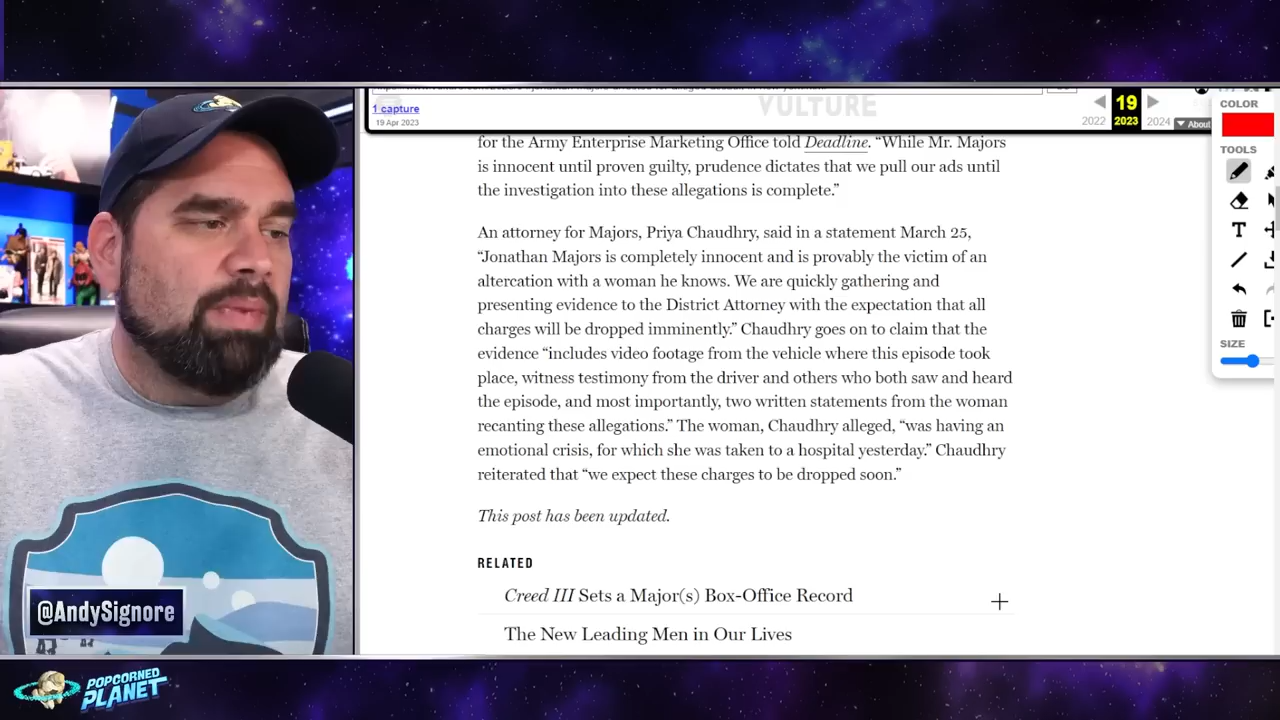 1 capture
19 Apr 2023
VULTURE
19
2022
2023
2024
About
COLOR
TOOLS
T
SIZE
for the Army Enterprise Marketing Office told Deadline. “While Mr. Majors
is innocent until proven guilty, prudence dictates that we pull our ads until
the investigation into these allegations is complete.”
An attorney for Majors, Priya Chaudhry, said in a statement March 25,
“Jonathan Majors is completely innocent and is provably the victim of an
altercation with a woman he knows. We are quickly gathering and
presenting evidence to the District Attorney with the expectation that all
charges will be dropped imminently.” Chaudhry goes on to claim that the
evidence “includes video footage from the vehicle where this episode took
place, witness testimony from the driver and others who both saw and heard
the episode, and most importantly, two written statements from the woman
recanting these allegations.” The woman, Chaudhry alleged, “was having an
emotional crisis, for which she was taken to a hospital yesterday.” Chaudhry
reiterated that “we expect these charges to be dropped soon.”
This post has been updated.
RELATED
Creed III Sets a Major(s) Box-Office Record
The New Leading Men in Our Lives
@AndySignore
POPCORNED
PLANET